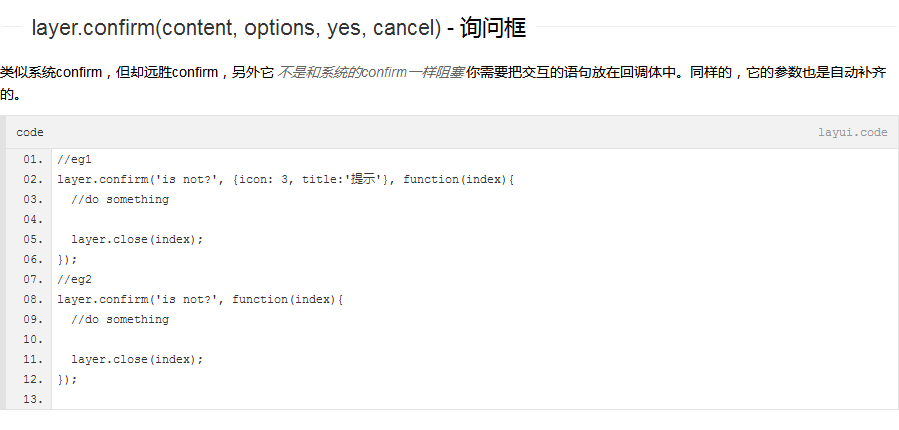 layer.confirm(content, options, yes, cancel) - 询问框
类似系统confirm，但却远胜confirm，另外它 不是和系统的confirm一样阻塞 你需要把交互的语句放在回调体中。同样的，它的参数也是自动补齐
的。
code layui.code
01. //eg1
02. layer.confirm('is not?', {icon: 3, title:'提示'}, function(index){
03.   //do something
04.
05.   layer.close(index);
06. });
07. //eg2
08. layer.confirm('is not?', function(index){
09.   //do something
10.
11.   layer.close(index);
12. });
13.